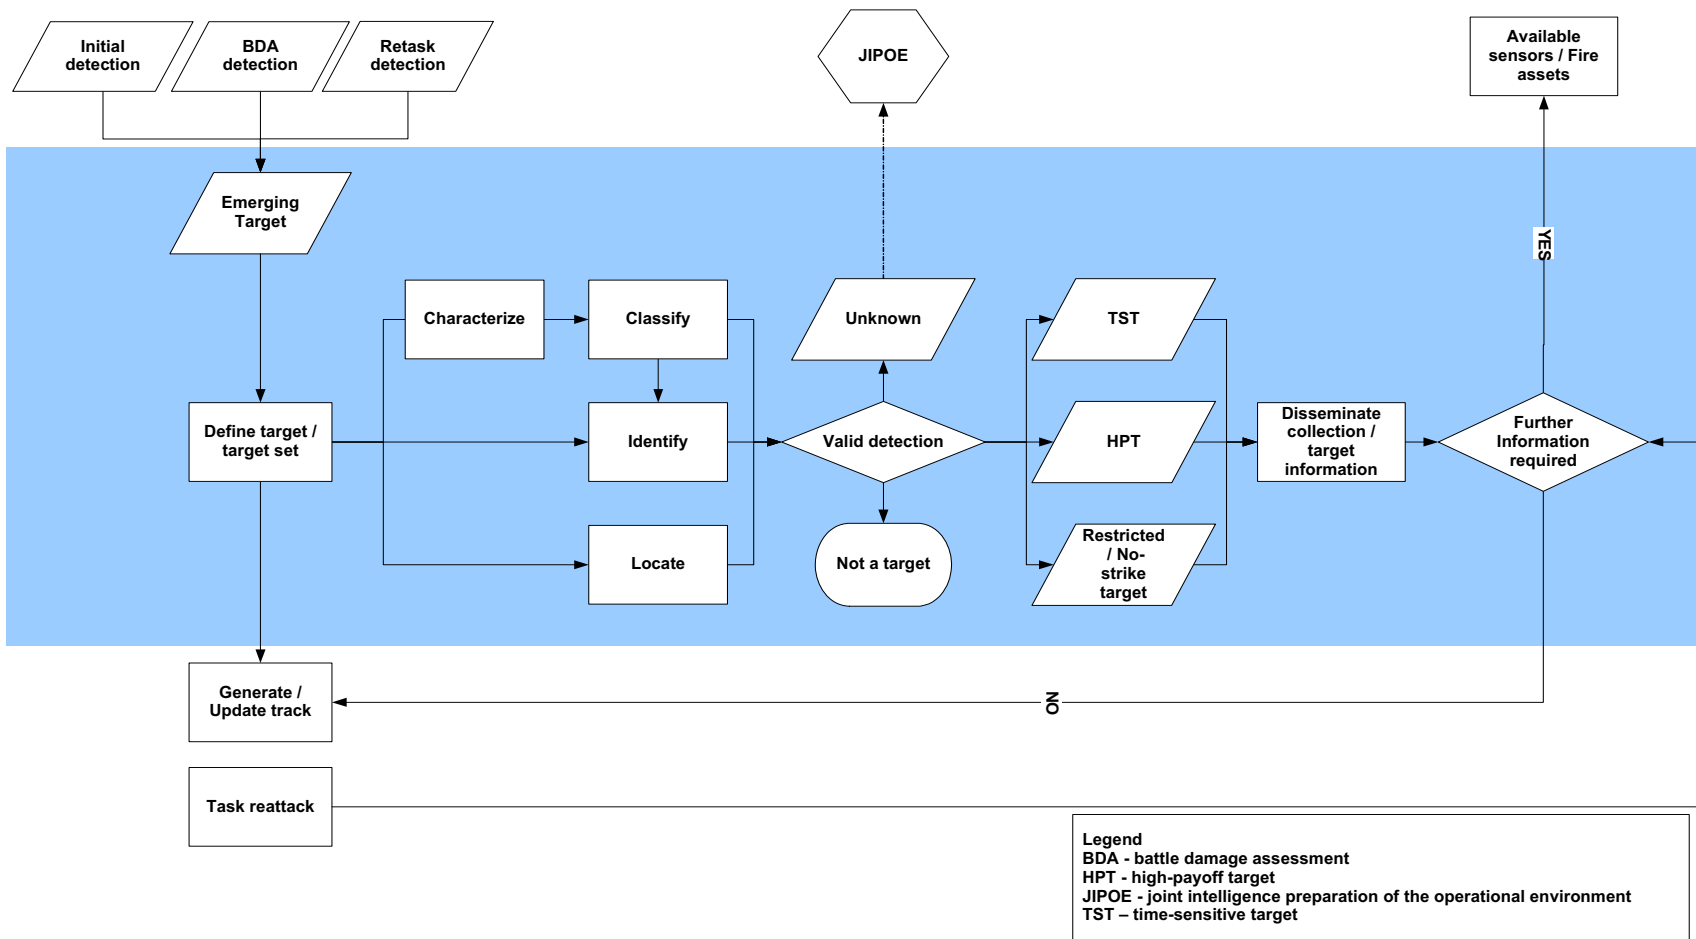 Initial
detection
BDA
detection
Retask
detection
JIPOE
Available
sensors / Fire
assets
Emerging
Target
YES
Characterize
Classify
Unknown
TST
Define target /
target set
Identify
Valid detection
HPT
Disseminate
collection /
target
information
Further
Information
required
Locate
Not a target
Restricted
/ No-
strike
target
Generate /
Update track
NO
Task reattack
Legend
BDA - battle damage assessment
HPT - high-payoff target
JIPOE - joint intelligence preparation of the operational environment
TST – time-sensitive target